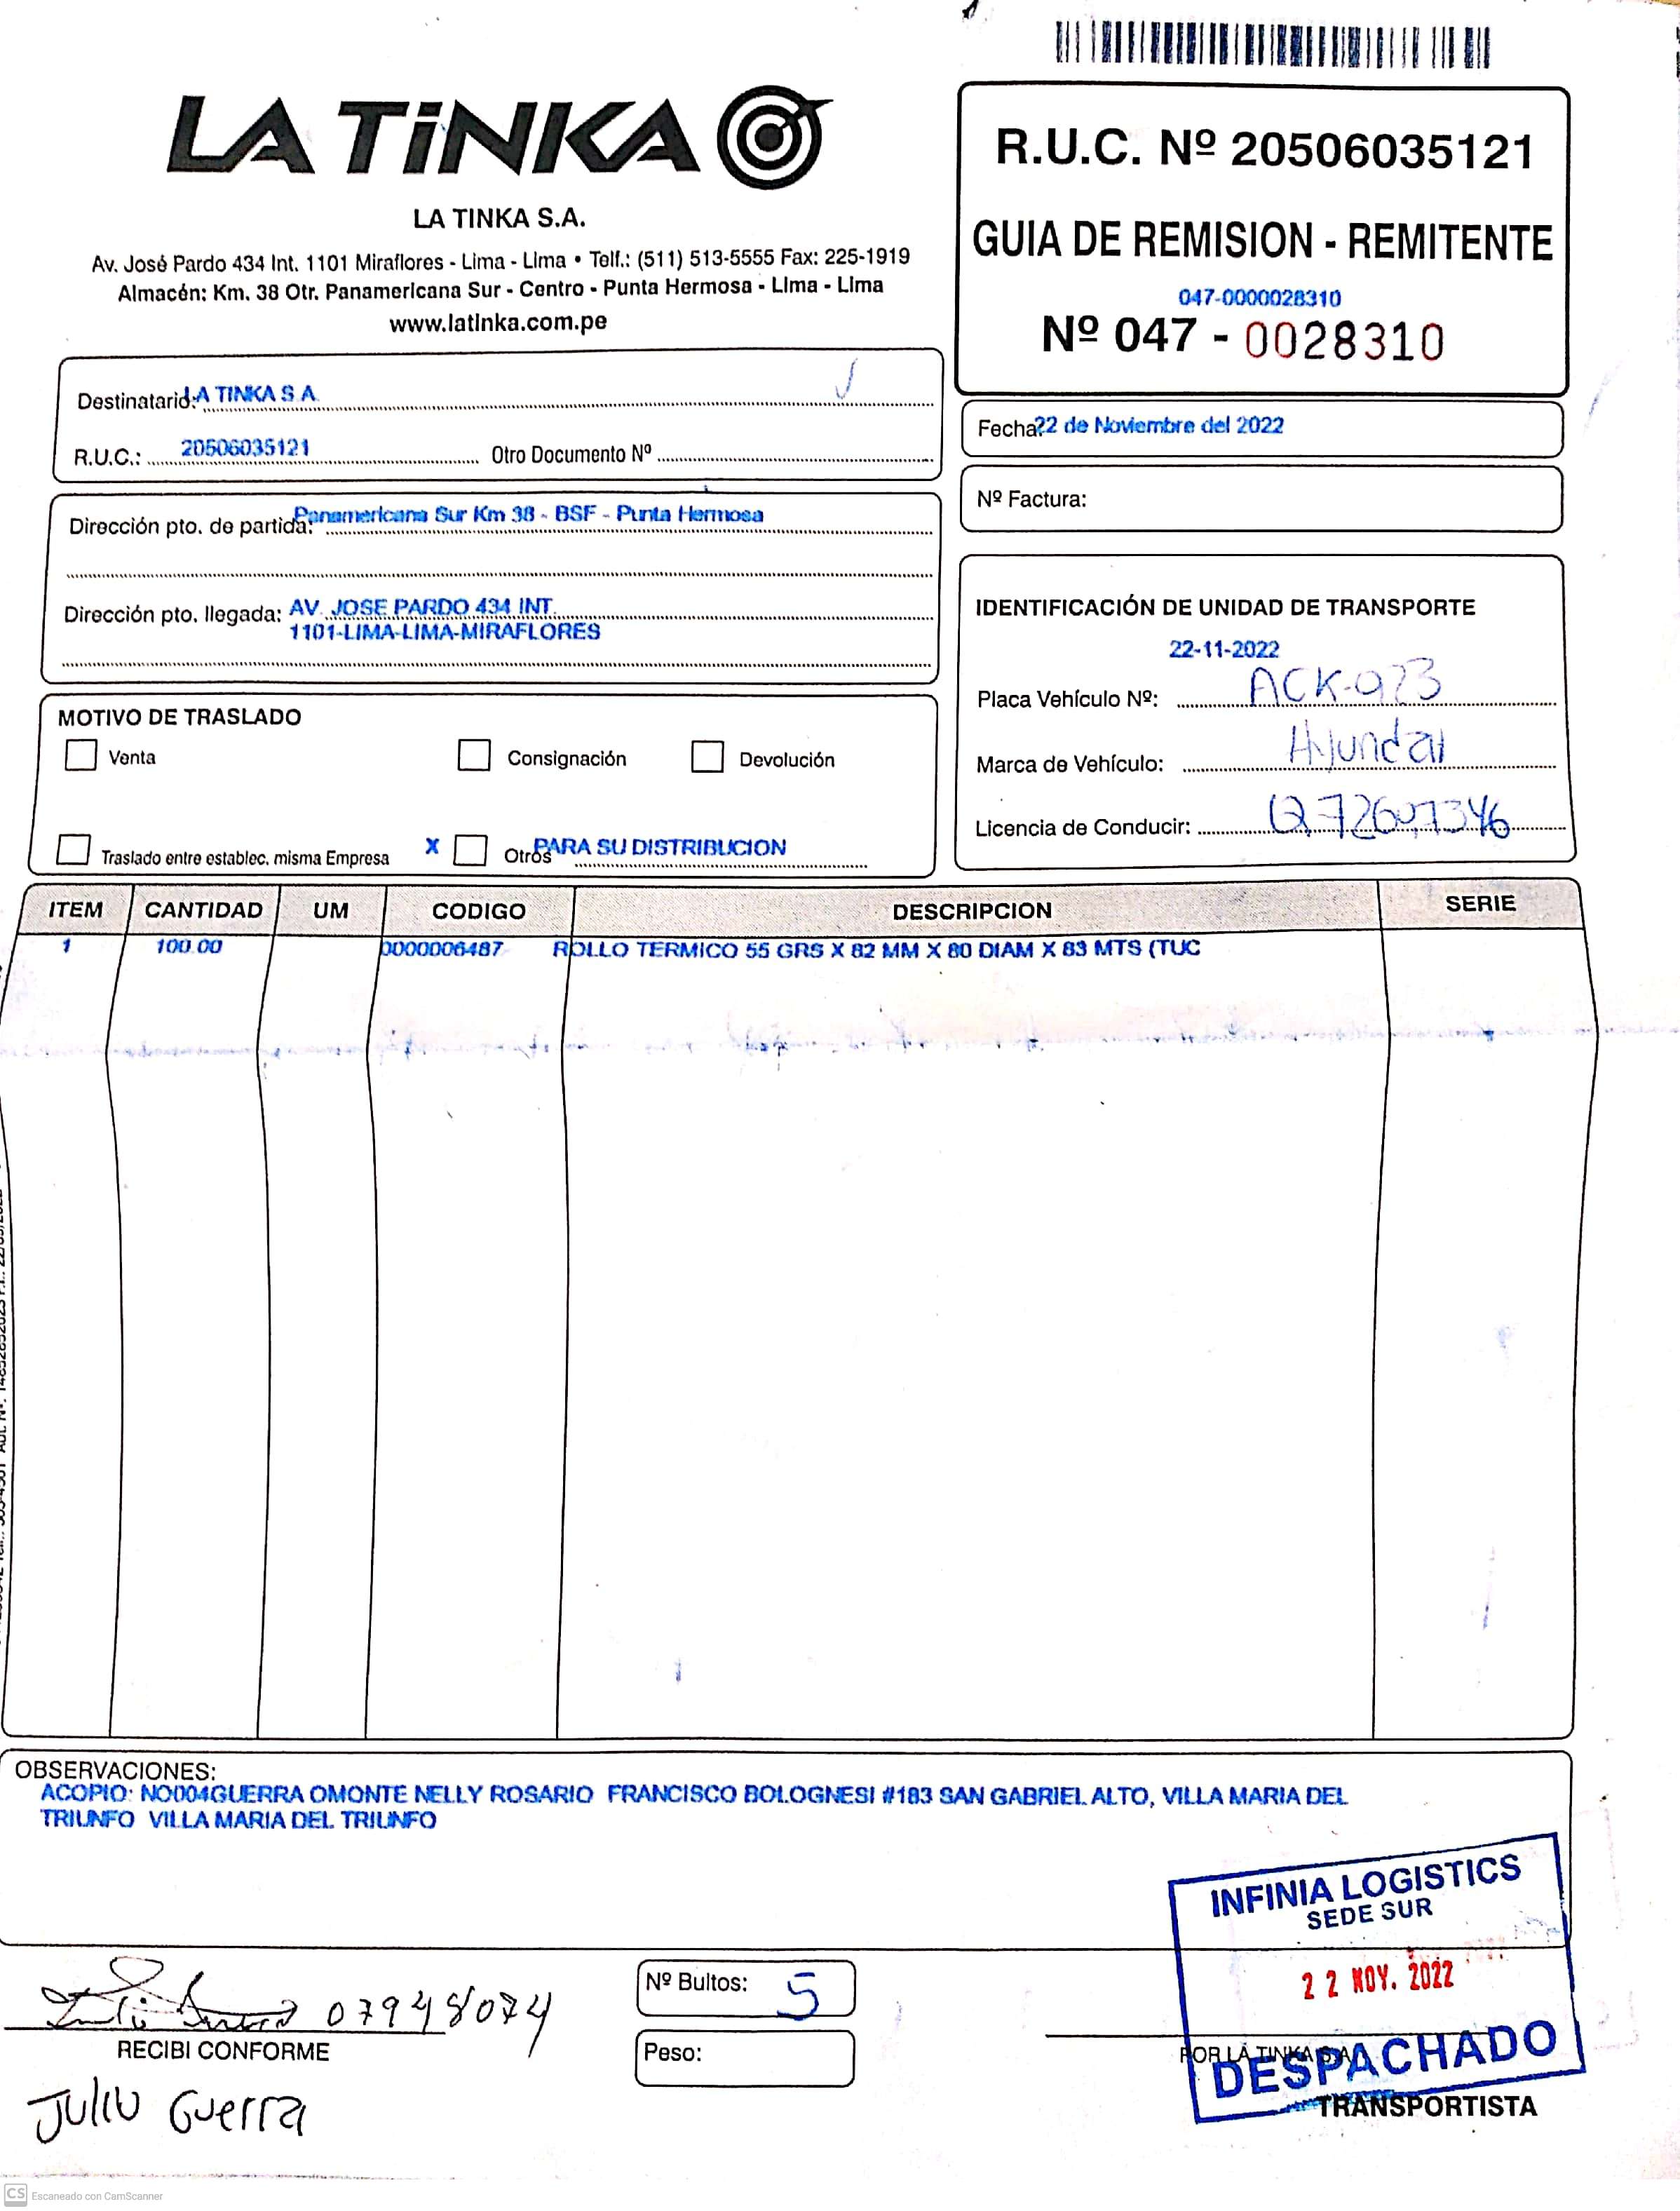 LA TiNKA
LA TINKA S.A.
Av. José Pardo 434 Int. 1101 Miraflores - Lima - Lima • Telf.: (511) 513-5555 Fax: 225-1919
Almacén: Km. 38 Otr. Panamericana Sur - Centro - Punta Hermosa - Lima - Lima
www.latinka.com.pe
R.U.C. Nº 20506035121
GUIA DE REMISION - REMITENTE
047-0000028310
Nº 047 - 0028310
Destinatario: LA TINKA S.A.
R.U.C.: 20506035121 Otro Documento Nº
Fecha: 22 de Noviembre del 2022
Nº Factura:
Dirección pto. de partida: Panamericana Sur Km 38 - BSF - Punta Hermosa
Dirección pto. llegada: AV. JOSE PARDO 434 INT.
1101-LIMA-LIMA-MIRAFLORES
IDENTIFICACIÓN DE UNIDAD DE TRANSPORTE
22-11-2022
Placa Vehículo Nº: ACK-973
Marca de Vehículo: Hyundai
Licencia de Conducir: Q72607346
MOTIVO DE TRASLADO
Venta Consignación Devolución
Traslado entre establec. misma Empresa X Otros PARA SU DISTRIBUCION
ITEM CANTIDAD UM CODIGO DESCRIPCION SERIE
1 100.00 0000006487 ROLLO TERMICO 55 GRS X 82 MM X 80 DIAM X 83 MTS (TUC
OBSERVACIONES:
ACOPIO: NO004GUERRA OMONTE NELLY ROSARIO FRANCISCO BOLOGNESI #183 SAN GABRIEL ALTO, VILLA MARIA DEL
TRIUNFO VILLA MARIA DEL TRIUNFO
INFINIA LOGISTICS
SEDE SUR
22 NOV. 2022
DESPACHADO
07948074
RECIBI CONFORME
Julio Guerra
Nº Bultos: 5
Peso:
POR LA TINKA S.A.
TRANSPORTISTA
CS Escaneado con CamScanner